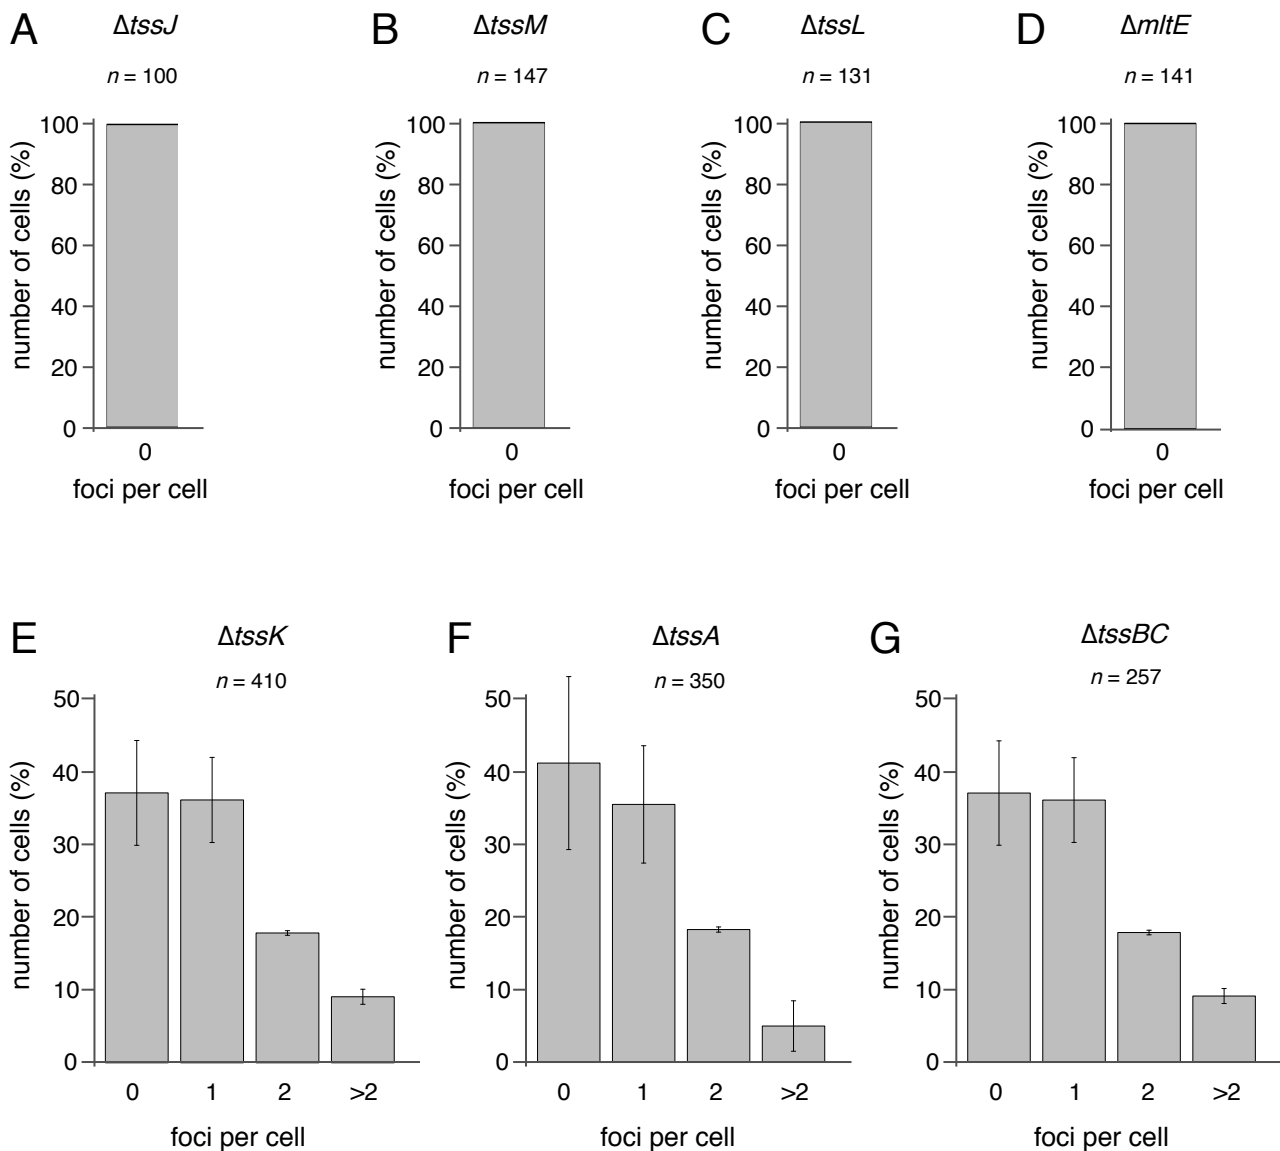 A ΔtssJ
n = 100
number of cells (%)
100
80
60
40
20
0
0
foci per cell
B ΔtssM
n = 147
number of cells (%)
100
80
60
40
20
0
0
foci per cell
C ΔtssL
n = 131
number of cells (%)
100
80
60
40
20
0
0
foci per cell
D ΔmltE
n = 141
number of cells (%)
100
80
60
40
20
0
0
foci per cell
E ΔtssK
n = 410
number of cells (%)
50
40
30
20
10
0
0 1 2 >2
foci per cell
F ΔtssA
n = 350
number of cells (%)
50
40
30
20
10
0
0 1 2 >2
foci per cell
G ΔtssBC
n = 257
number of cells (%)
50
40
30
20
10
0
0 1 2 >2
foci per cell